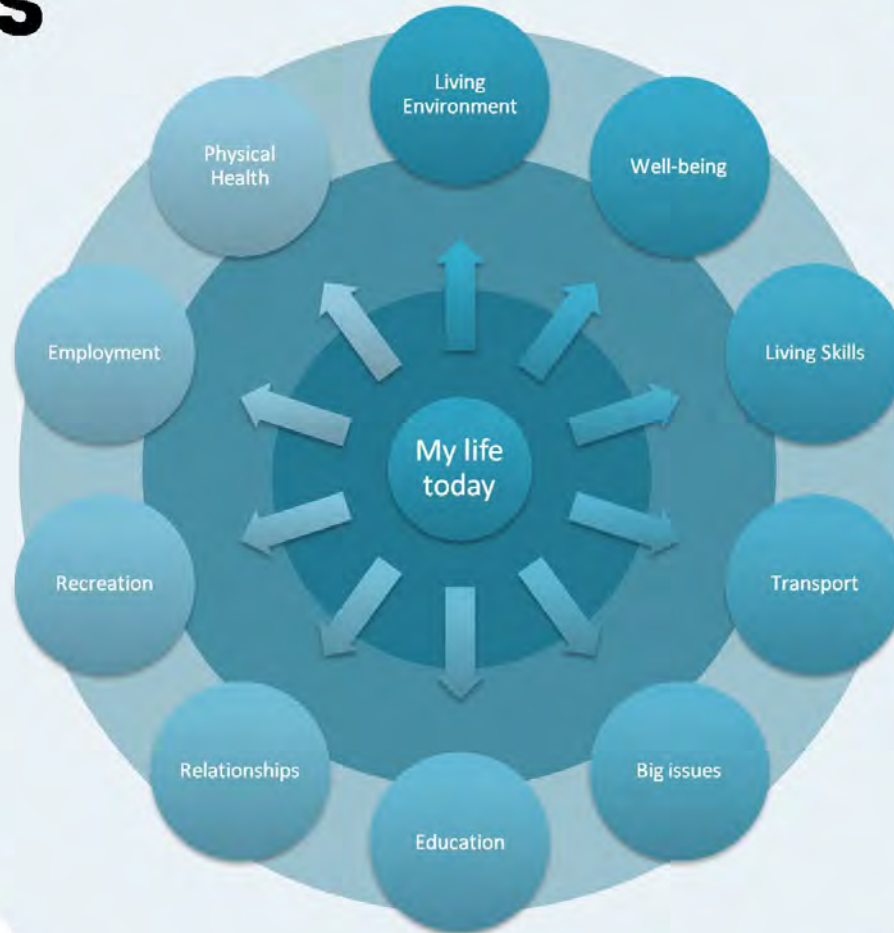 s
Living
Environment
Well-being
Living Skills
Transport
Big issues
Education
Relationships
Recreation
Employment
Physical
Health
My life
today